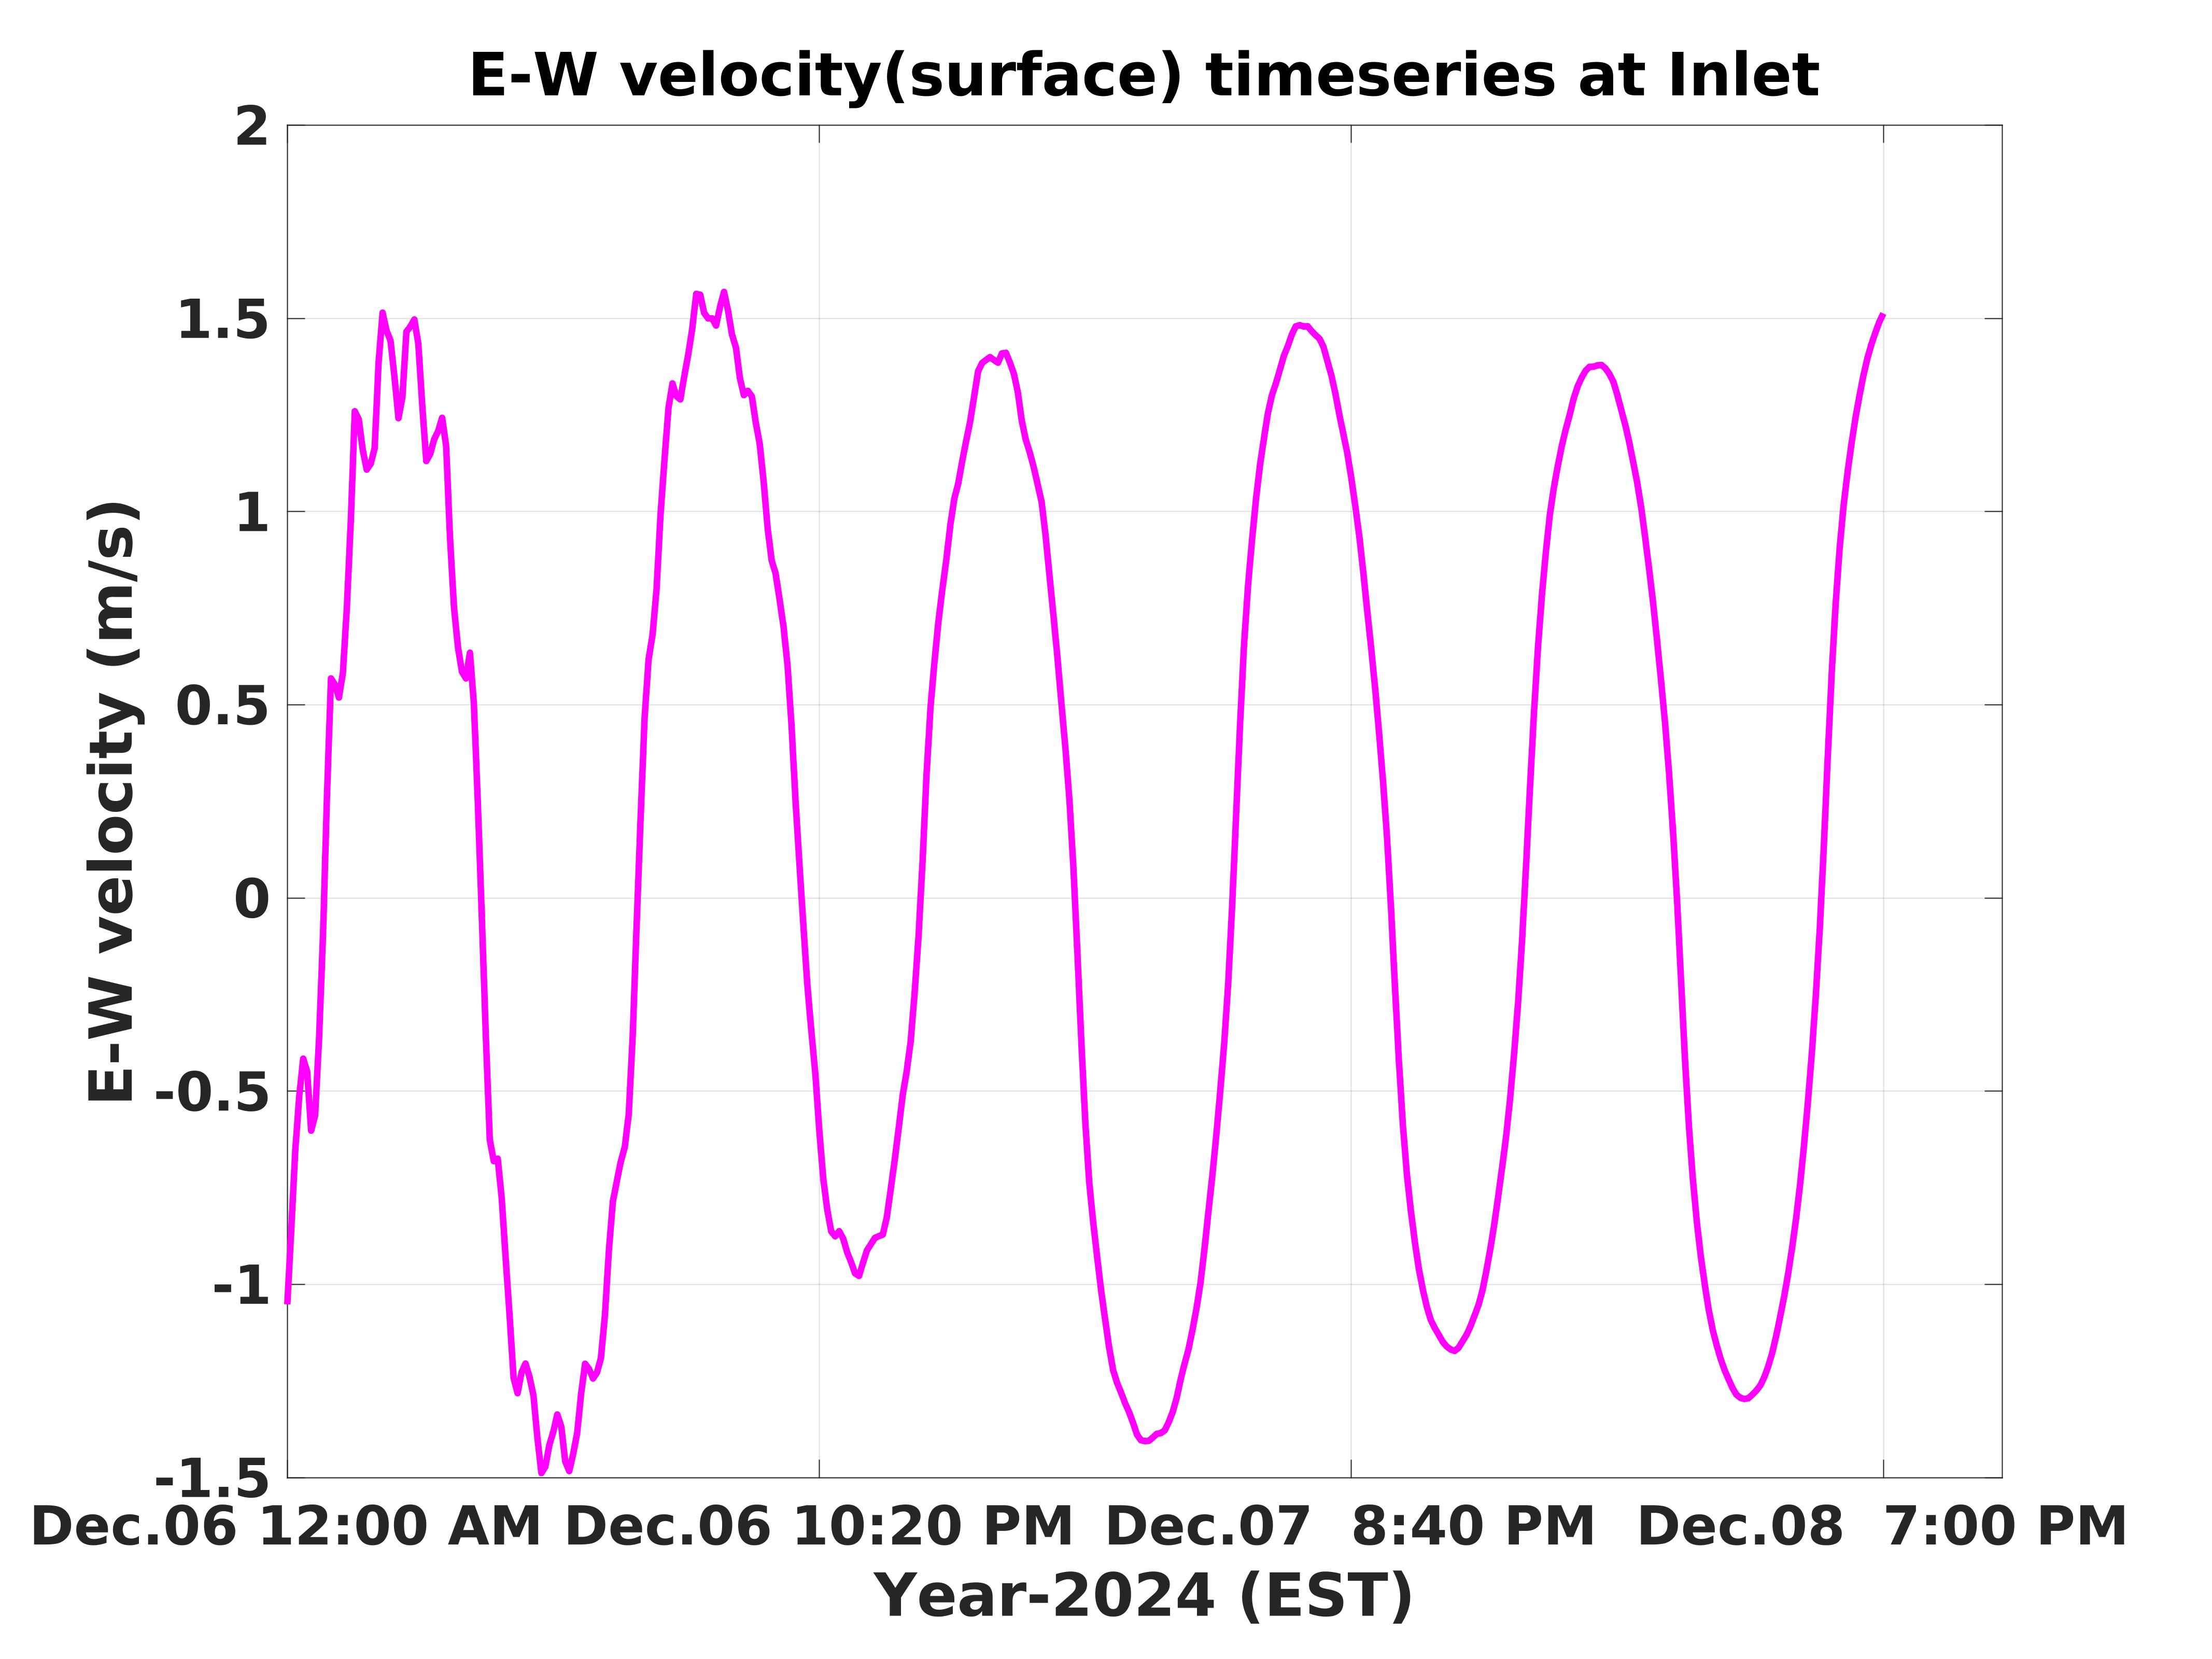 E-W velocity(surface) timeseries at Inlet
2
1.5
1
0.5
0
-0.5
-1
-1.5
E-W velocity (m/s)
Dec.06 12:00 AM Dec.06 10:20 PM Dec.07 8:40 PM Dec.08 7:00 PM
Year-2024 (EST)